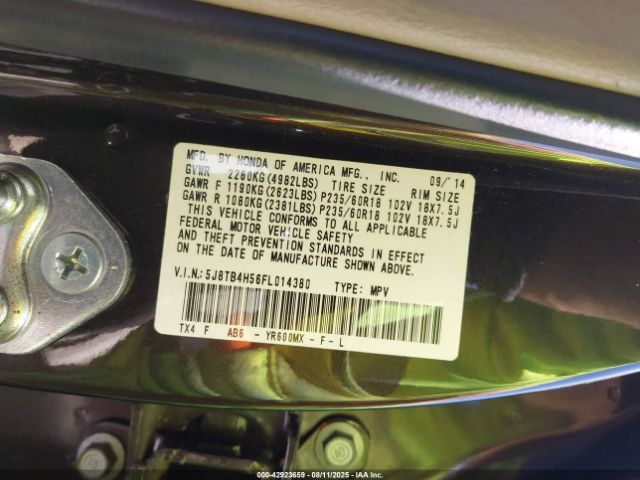 MFD. BY HONDA OF AMERICA MFG., INC. 09/'14
GVWR 2260KG(4982LBS) TIRE SIZE RIM SIZE
GAWR F 1190KG(2623LBS)P235/60R18 102V 18X7.5J
GAWR R 1080KG(2381LBS)P235/60R18 102V 18X7.5J
THIS VEHICLE CONFORMS TO ALL APPLICABLE
FEDERAL MOTOR VEHICLE SAFETY
AND THEFT PREVENTION STANDARDS IN EFFECT
ON THE DATE OF MANUFACTURE SHOWN ABOVE.
V.I.N.:5J8TB4H56FL014380 TYPE: MPV
TX4 F AB6 - YR600MX - F - L
000-42923659 - 08/11/2025 - IAA Inc.